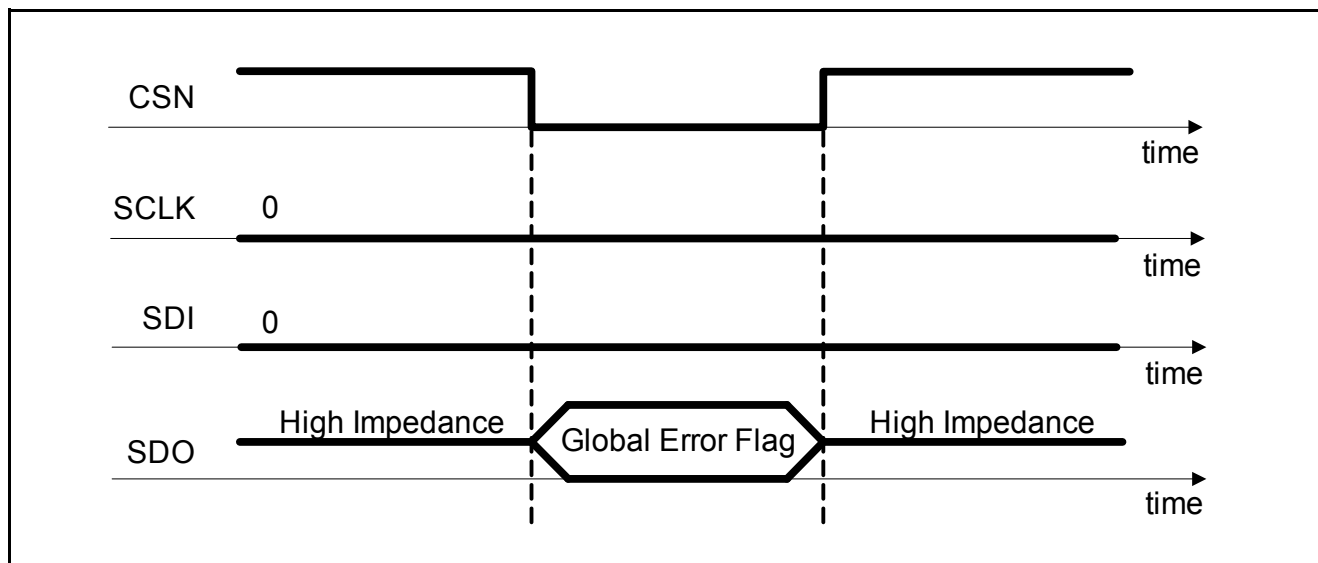 CSN
time
SCLK
0
time
SDI
0
time
High Impedance
Global Error Flag
High Impedance
SDO
time